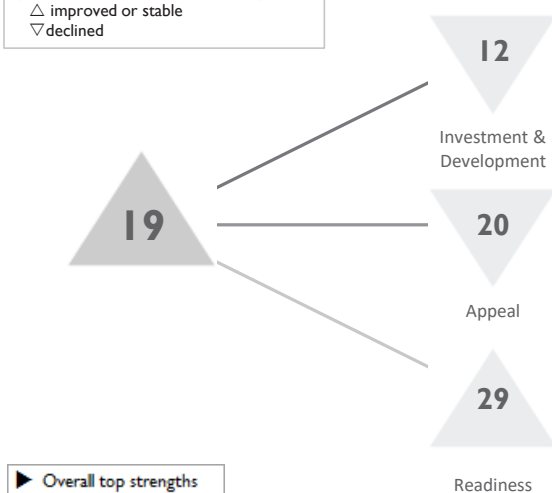 △ improved or stable
▽ declined
12
Investment &
Development
19
20
Appeal
29
Readiness
▶ Overall top strengths